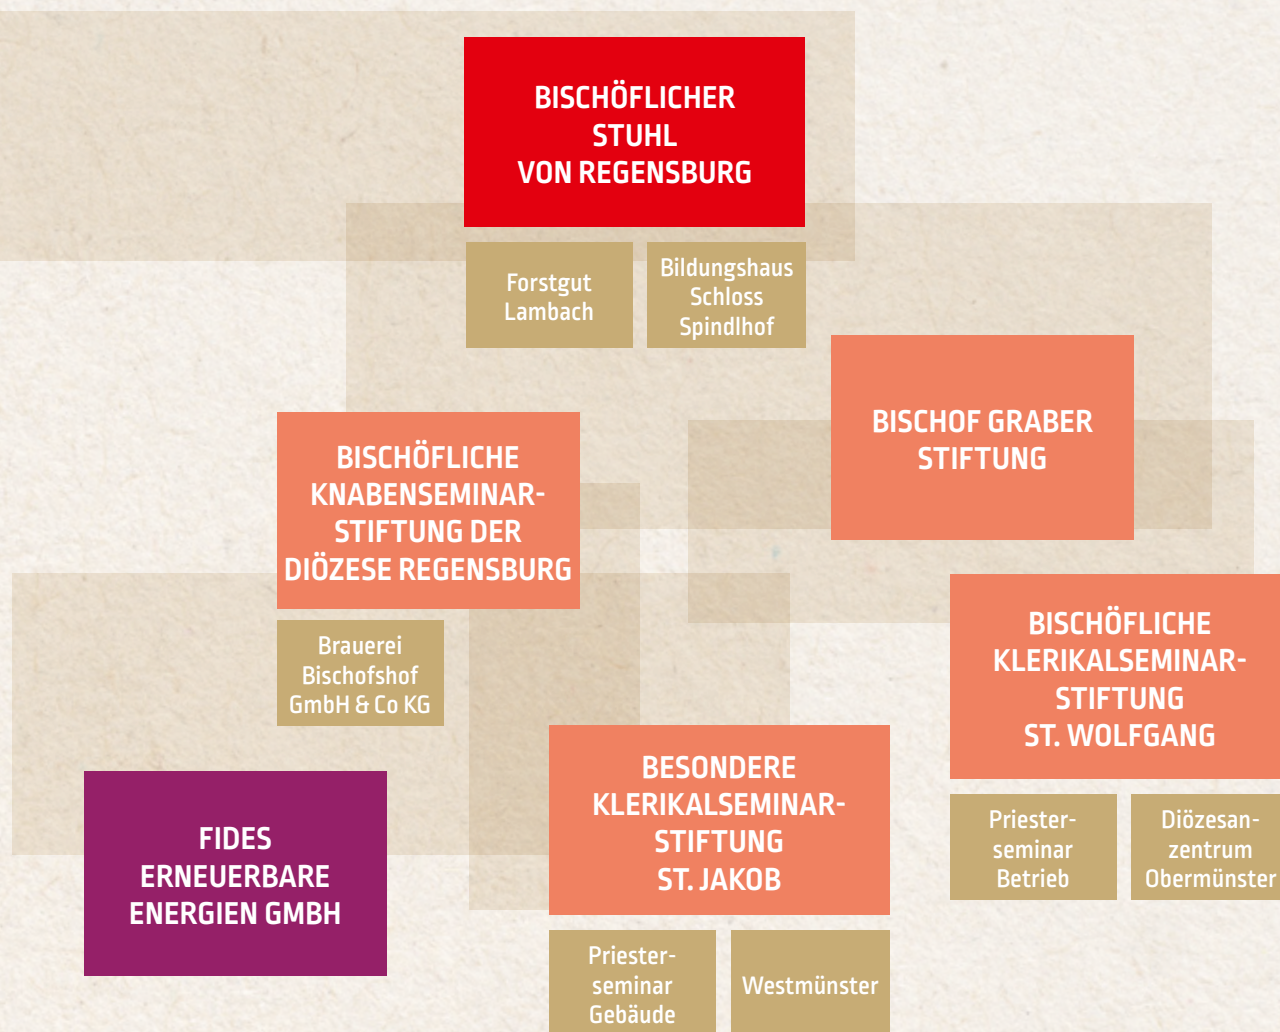 BISCHÖFLICHER
STUHL
VON REGENSBURG
Forstgut
Lambach
Bildungshaus
Schloss
Spindlhof
BISCHOF GRABER
STIFTUNG
BISCHÖFLICHE
KNABENSEMINAR-
STIFTUNG DER
DIÖZESE REGENSBURG
Brauerei
Bischofshof
GmbH & Co KG
BISCHÖFLICHE
KLERIKALSEMINAR-
STIFTUNG
ST. WOLFGANG
Priester-
seminar
Betrieb
Diözesan-
zentrum
Obermünster
BESONDERE
KLERIKALSEMINAR-
STIFTUNG
ST. JAKOB
Priester-
seminar
Gebäude
Westmünster
FIDES
ERNEUERBARE
ENERGIEN GMBH